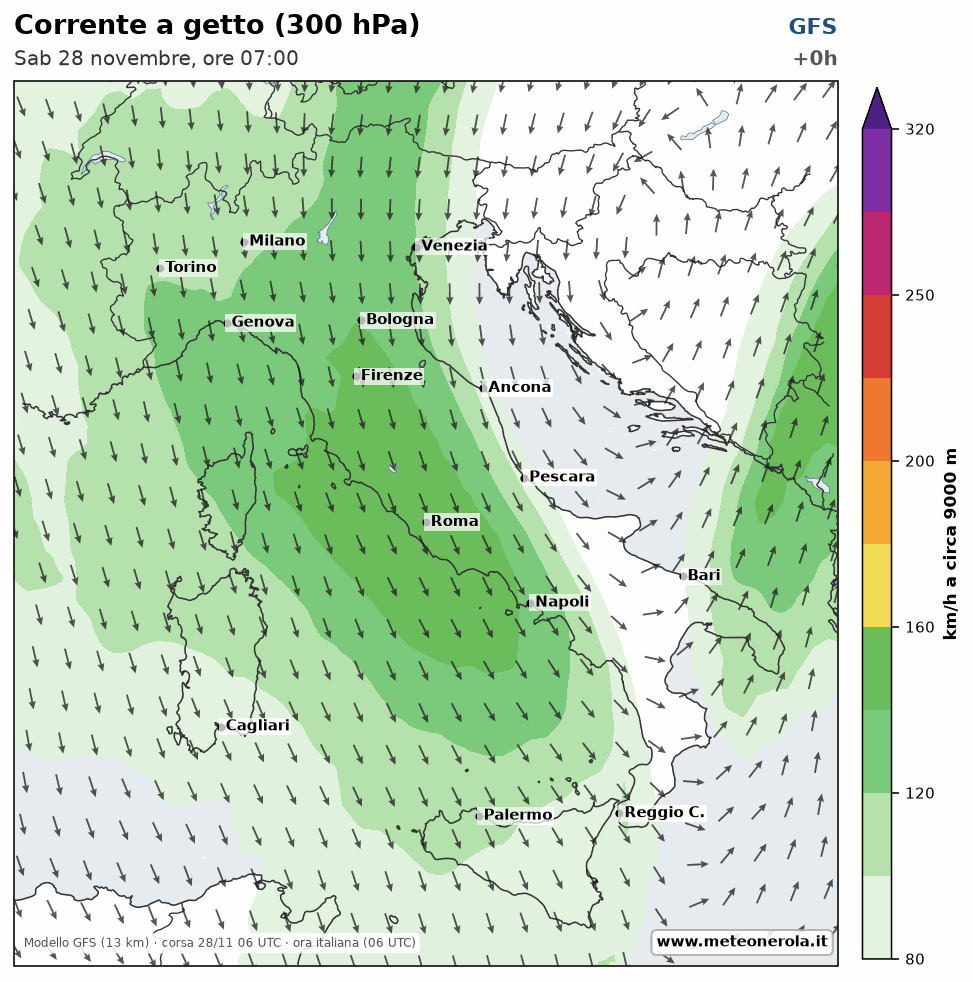 Corrente a getto (300 hPa)
GFS
Sab 28 novembre, ore 07:00
+0h
Milano
Venezia
Torino
Genova
Bologna
Firenze
Ancona
Pescara
Roma
Bari
Napoli
Cagliari
Palermo
Reggio C.
320
250
200
160
120
80
km/h a circa 9000 m
Modello GFS (13 km) · corsa 28/11 06 UTC · ora italiana (06 UTC)
www.meteonerola.it